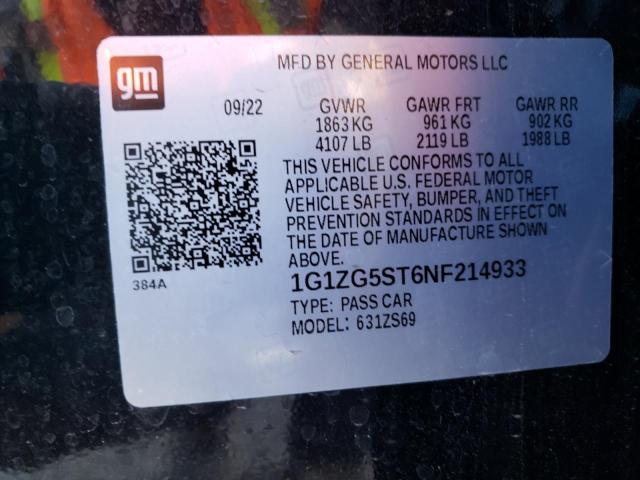 gm
MFD BY GENERAL MOTORS LLC
09/22 GVWR GAWR FRT GAWR RR
1863 KG 961 KG 902 KG
4107 LB 2119 LB 1988 LB
THIS VEHICLE CONFORMS TO ALL
APPLICABLE U.S. FEDERAL MOTOR
VEHICLE SAFETY, BUMPER, AND THEFT
PREVENTION STANDARDS IN EFFECT ON
THE DATE OF MANUFACTURE SHOWN
ABOVE.
384A
1G1ZG5ST6NF214933
TYPE: PASS CAR
MODEL: 631ZS69